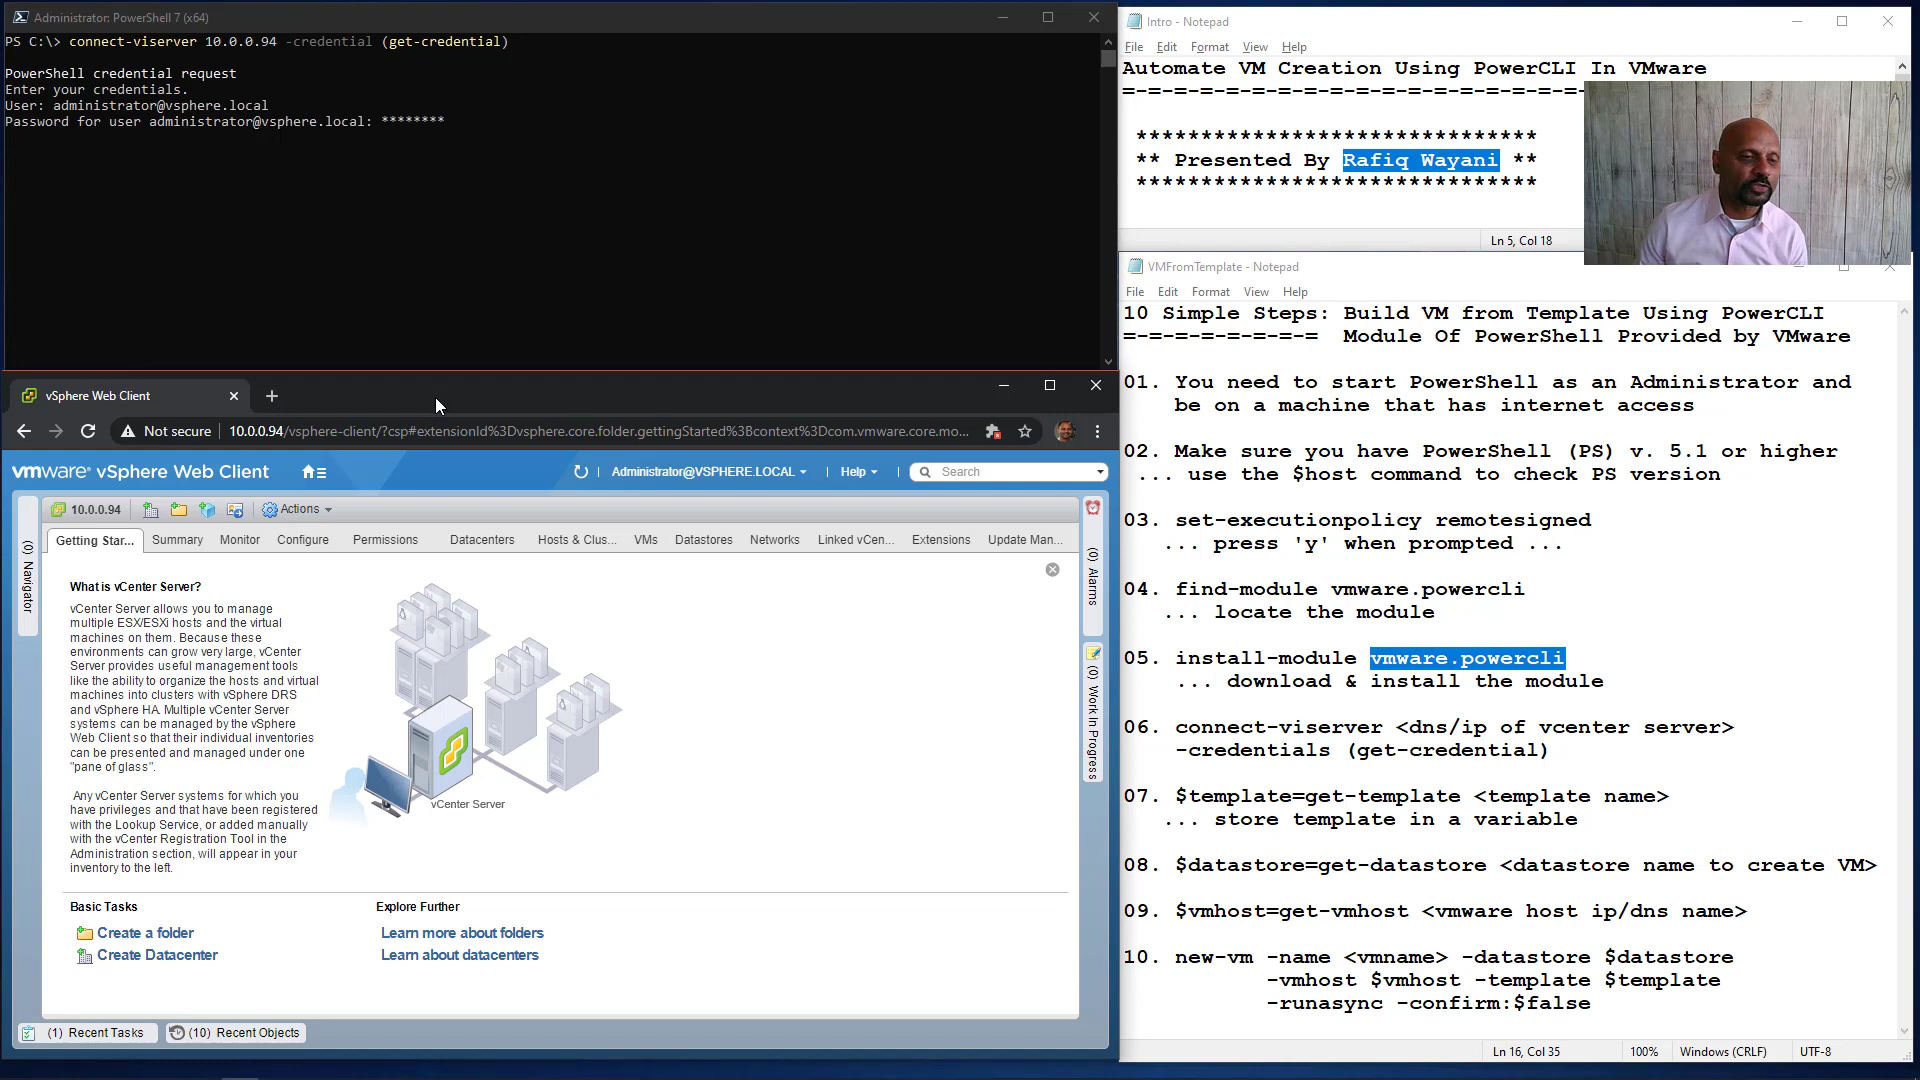 Administrator: PowerShell 7 (x64)
PS C:\> connect-viserver 10.0.0.94 -credential (get-credential)
PowerShell credential request
Enter your credentials.
User: administrator@vsphere.local
Password for user administrator@vsphere.local: ********
vSphere Web Client
Not secure
10.0.0.94/vsphere-client/?csp#extensionId%3Dvsphere.core.folder.gettingStarted%3Bcontext%3Dcom.vmware.core.mo...
vmware® vSphere Web Client
Administrator@VSPHERE.LOCAL
Help
Search
10.0.0.94
Actions
Getting Star...
Summary
Monitor
Configure
Permissions
Datacenters
Hosts & Clus...
VMs
Datastores
Networks
Linked vCen...
Extensions
Update Man...
(0) Navigator
(0) Alarms
(0) Work In Progress
What is vCenter Server?
vCenter Server allows you to manage
multiple ESX/ESXi hosts and the virtual
machines on them. Because these
environments can grow very large, vCenter
Server provides useful management tools
like the ability to organize the hosts and virtual
machines into clusters with vSphere DRS
and vSphere HA. Multiple vCenter Server
systems can be managed by the vSphere
Web Client so that their individual inventories
can be presented and managed under one
"pane of glass".
Any vCenter Server systems for which you
have privileges and that have been registered
with the Lookup Service, or added manually
with the vCenter Registration Tool in the
Administration section, will appear in your
inventory to the left.
vCenter Server
Basic Tasks
Create a folder
Create Datacenter
Explore Further
Learn more about folders
Learn about datacenters
(1) Recent Tasks
(10) Recent Objects
Intro - Notepad
File Edit Format View Help
Automate VM Creation Using PowerCLI In VMware
=-=-=-=-=-=-=-=-=-=-=-=-=-=-=-=-=-=-
*******************************
** Presented By Rafiq Wayani **
*******************************
Ln 5, Col 18
VMFromTemplate - Notepad
File Edit Format View Help
10 Simple Steps: Build VM from Template Using PowerCLI
=-=-=-=-=-=-=-= Module Of PowerShell Provided by VMware
01. You need to start PowerShell as an Administrator and
be on a machine that has internet access
02. Make sure you have PowerShell (PS) v. 5.1 or higher
... use the $host command to check PS version
03. set-executionpolicy remotesigned
... press 'y' when prompted ...
04. find-module vmware.powercli
... locate the module
05. install-module vmware.powercli
... download & install the module
06. connect-viserver <dns/ip of vcenter server>
-credentials (get-credential)
07. $template=get-template <template name>
... store template in a variable
08. $datastore=get-datastore <datastore name to create VM>
09. $vmhost=get-vmhost <vmware host ip/dns name>
10. new-vm -name <vmname> -datastore $datastore
-vmhost $vmhost -template $template
-runasync -confirm:$false
Ln 16, Col 35
100%
Windows (CRLF)
UTF-8